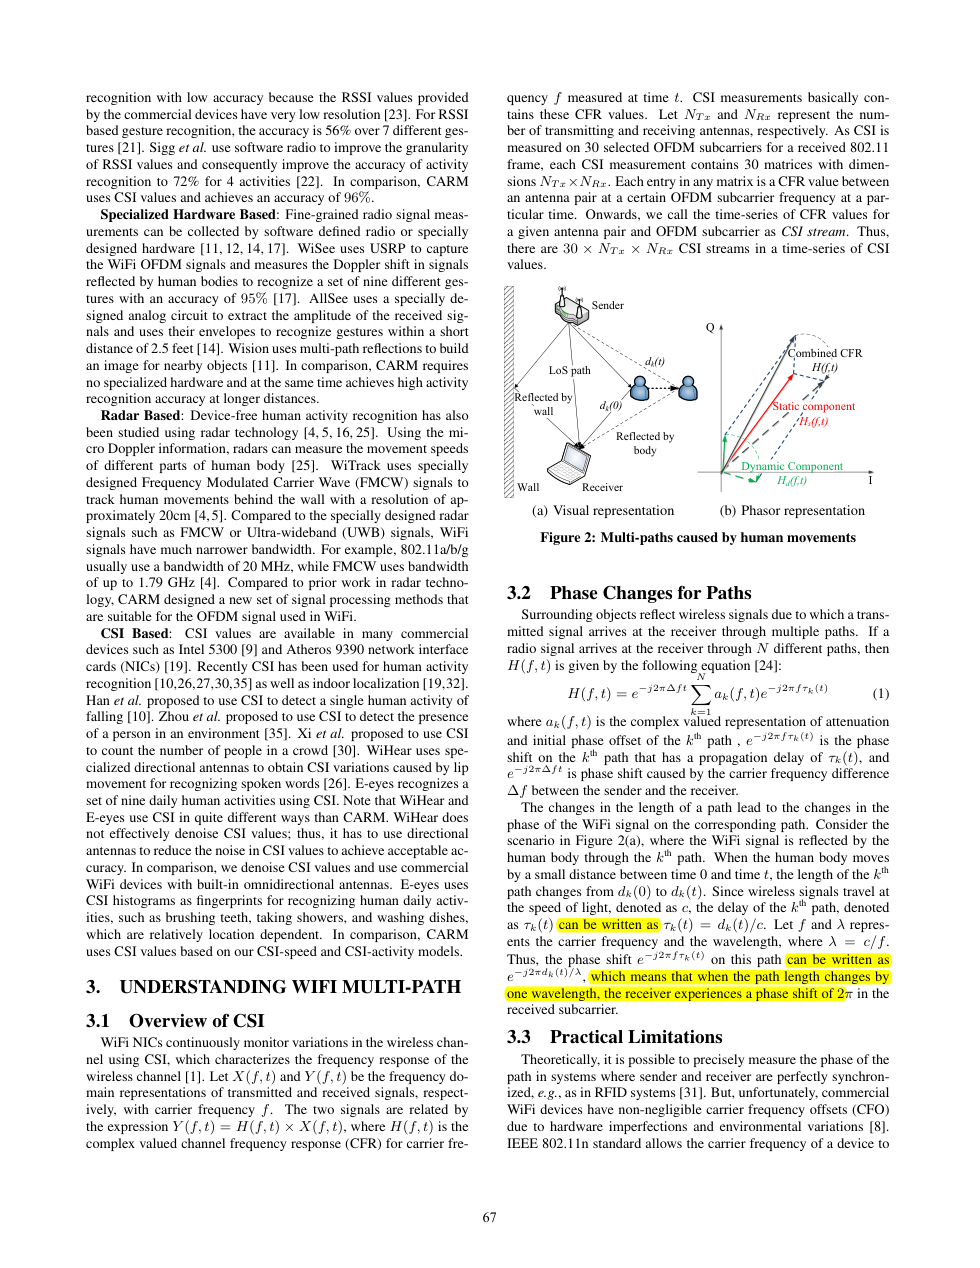 recognition with low accuracy because the RSSI values provided
by the commercial devices have very low resolution [23]. For RSSI
based gesture recognition, the accuracy is 56% over 7 different ges-
tures [21]. Sigg et al. use software radio to improve the granularity
of RSSI values and consequently improve the accuracy of activity
recognition to 72% for 4 activities [22]. In comparison, CARM
uses CSI values and achieves an accuracy of 96%.
Specialized Hardware Based: Fine-grained radio signal meas-
urements can be collected by software defined radio or specially
designed hardware [11, 12, 14, 17]. WiSee uses USRP to capture
the WiFi OFDM signals and measures the Doppler shift in signals
reflected by human bodies to recognize a set of nine different ges-
tures with an accuracy of 95% [17]. AllSee uses a specially de-
signed analog circuit to extract the amplitude of the received sig-
nals and uses their envelopes to recognize gestures within a short
distance of 2.5 feet [14]. Wision uses multi-path reflections to build
an image for nearby objects [11]. In comparison, CARM requires
no specialized hardware and at the same time achieves high activity
recognition accuracy at longer distances.
Radar Based: Device-free human activity recognition has also
been studied using radar technology [4, 5, 16, 25]. Using the mi-
cro Doppler information, radars can measure the movement speeds
of different parts of human body [25]. WiTrack uses specially
designed Frequency Modulated Carrier Wave (FMCW) signals to
track human movements behind the wall with a resolution of ap-
proximately 20cm [4,5]. Compared to the specially designed radar
signals such as FMCW or Ultra-wideband (UWB) signals, WiFi
signals have much narrower bandwidth. For example, 802.11a/b/g
usually use a bandwidth of 20 MHz, while FMCW uses bandwidth
of up to 1.79 GHz [4]. Compared to prior work in radar techno-
logy, CARM designed a new set of signal processing methods that
are suitable for the OFDM signal used in WiFi.
CSI Based: CSI values are available in many commercial
devices such as Intel 5300 [9] and Atheros 9390 network interface
cards (NICs) [19]. Recently CSI has been used for human activity
recognition [10,26,27,30,35] as well as indoor localization [19,32].
Han et al. proposed to use CSI to detect a single human activity of
falling [10]. Zhou et al. proposed to use CSI to detect the presence
of a person in an environment [35]. Xi et al. proposed to use CSI
to count the number of people in a crowd [30]. WiHear uses spe-
cialized directional antennas to obtain CSI variations caused by lip
movement for recognizing spoken words [26]. E-eyes recognizes a
set of nine daily human activities using CSI. Note that WiHear and
E-eyes use CSI in quite different ways than CARM. WiHear does
not effectively denoise CSI values; thus, it has to use directional
antennas to reduce the noise in CSI values to achieve acceptable ac-
curacy. In comparison, we denoise CSI values and use commercial
WiFi devices with built-in omnidirectional antennas. E-eyes uses
CSI histograms as fingerprints for recognizing human daily activ-
ities, such as brushing teeth, taking showers, and washing dishes,
which are relatively location dependent. In comparison, CARM
uses CSI values based on our CSI-speed and CSI-activity models.
3. UNDERSTANDING WIFI MULTI-PATH
3.1 Overview of CSI
WiFi NICs continuously monitor variations in the wireless chan-
nel using CSI, which characterizes the frequency response of the
wireless channel [1]. Let X(f, t) and Y(f, t) be the frequency do-
main representations of transmitted and received signals, respect-
ively, with carrier frequency f. The two signals are related by
the expression Y(f, t) = H(f, t) × X(f, t), where H(f, t) is the
complex valued channel frequency response (CFR) for carrier fre-
quency f measured at time t. CSI measurements basically con-
tains these CFR values. Let N_Tx and N_Rx represent the num-
ber of transmitting and receiving antennas, respectively. As CSI is
measured on 30 selected OFDM subcarriers for a received 802.11
frame, each CSI measurement contains 30 matrices with dimen-
sions N_Tx×N_Rx. Each entry in any matrix is a CFR value between
an antenna pair at a certain OFDM subcarrier frequency at a par-
ticular time. Onwards, we call the time-series of CFR values for
a given antenna pair and OFDM subcarrier as CSI stream. Thus,
there are 30 × N_Tx × N_Rx CSI streams in a time-series of CSI
values.
Sender
LoS path
d_k(t)
Reflected by
wall
d_k(0)
Reflected by
body
Wall
Receiver
Q
Combined CFR
H(f,t)
Static component
H_s(f,t)
Dynamic Component
H_d(f,t)
I
(a) Visual representation
(b) Phasor representation
Figure 2: Multi-paths caused by human movements
3.2 Phase Changes for Paths
Surrounding objects reflect wireless signals due to which a trans-
mitted signal arrives at the receiver through multiple paths. If a
radio signal arrives at the receiver through N different paths, then
H(f, t) is given by the following equation [24]:
H(f, t) = e^{−j2πΔft} ∑_{k=1}^{N} a_k(f, t)e^{−j2πfτ_k(t)} (1)
where a_k(f, t) is the complex valued representation of attenuation
and initial phase offset of the k^th path , e^{−j2πfτ_k(t)} is the phase
shift on the k^th path that has a propagation delay of τ_k(t), and
e^{−j2πΔft} is phase shift caused by the carrier frequency difference
Δf between the sender and the receiver.
The changes in the length of a path lead to the changes in the
phase of the WiFi signal on the corresponding path. Consider the
scenario in Figure 2(a), where the WiFi signal is reflected by the
human body through the k^th path. When the human body moves
by a small distance between time 0 and time t, the length of the k^th
path changes from d_k(0) to d_k(t). Since wireless signals travel at
the speed of light, denoted as c, the delay of the k^th path, denoted
as τ_k(t) can be written as τ_k(t) = d_k(t)/c. Let f and λ repres-
ents the carrier frequency and the wavelength, where λ = c/f.
Thus, the phase shift e^{−j2πfτ_k(t)} on this path can be written as
e^{−j2πd_k(t)/λ}, which means that when the path length changes by
one wavelength, the receiver experiences a phase shift of 2π in the
received subcarrier.
3.3 Practical Limitations
Theoretically, it is possible to precisely measure the phase of the
path in systems where sender and receiver are perfectly synchron-
ized, e.g., as in RFID systems [31]. But, unfortunately, commercial
WiFi devices have non-negligible carrier frequency offsets (CFO)
due to hardware imperfections and environmental variations [8].
IEEE 802.11n standard allows the carrier frequency of a device to
67